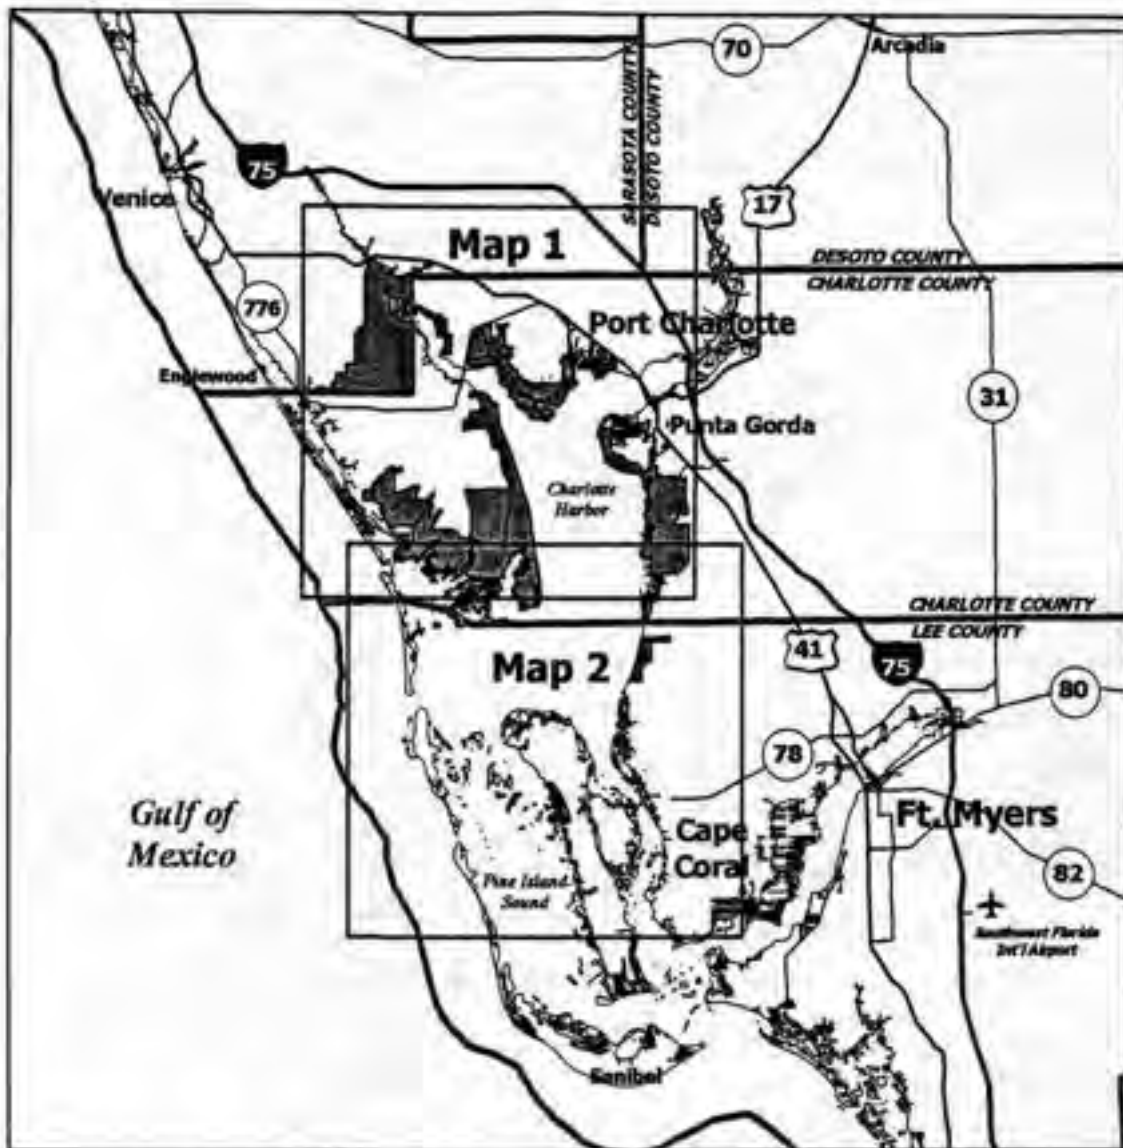 70
Arcadia
SARASOTA COUNTY
DESOTO COUNTY
75
Venice
17
Map 1
DESOTO COUNTY
CHARLOTTE COUNTY
776
Port Charlotte
Englewood
31
Punta Gorda
Charlotte
Harbor
CHARLOTTE COUNTY
LEE COUNTY
41
75
Map 2
80
78
Gulf of
Mexico
Ft. Myers
Cape
Coral
82
Pine Island
Sound
Southwest Florida
Int'l Airport
Sanibel